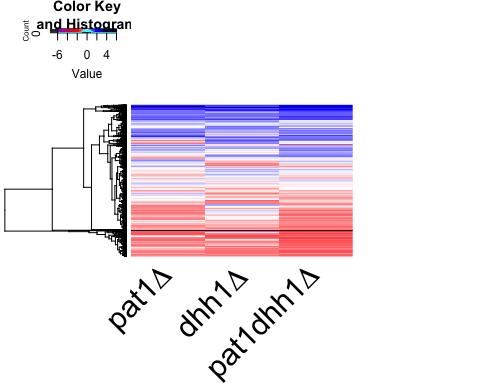 Color Key
and Histogram
Count
0
-6 0 4
Value
pat1Δ
dhh1Δ
pat1dhh1Δ